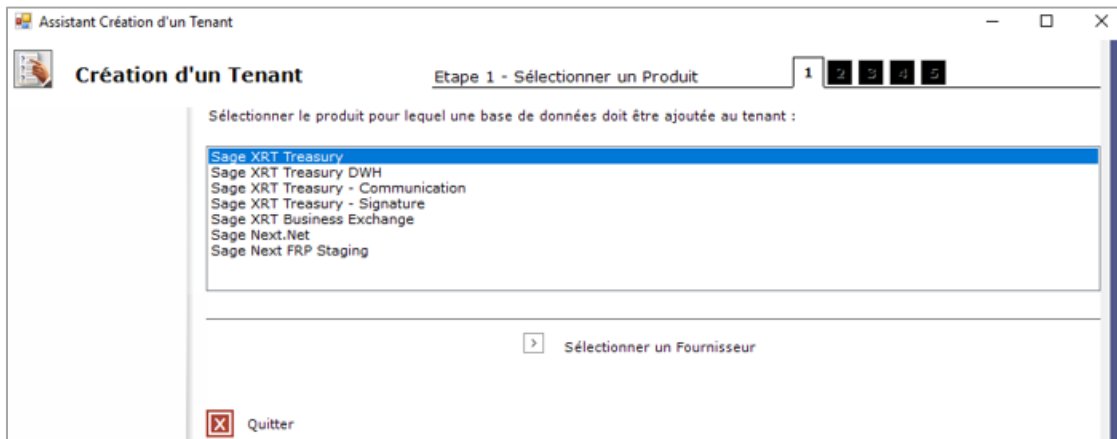 Assistant Création d'un Tenant
Création d'un Tenant
Etape 1 - Sélectionner un Produit
1 2 3 4 5
Sélectionner le produit pour lequel une base de données doit être ajoutée au tenant :
Sage XRT Treasury
Sage XRT Treasury DWH
Sage XRT Treasury - Communication
Sage XRT Treasury - Signature
Sage XRT Business Exchange
Sage Next.Net
Sage Next FRP Staging
Sélectionner un Fournisseur
Quitter